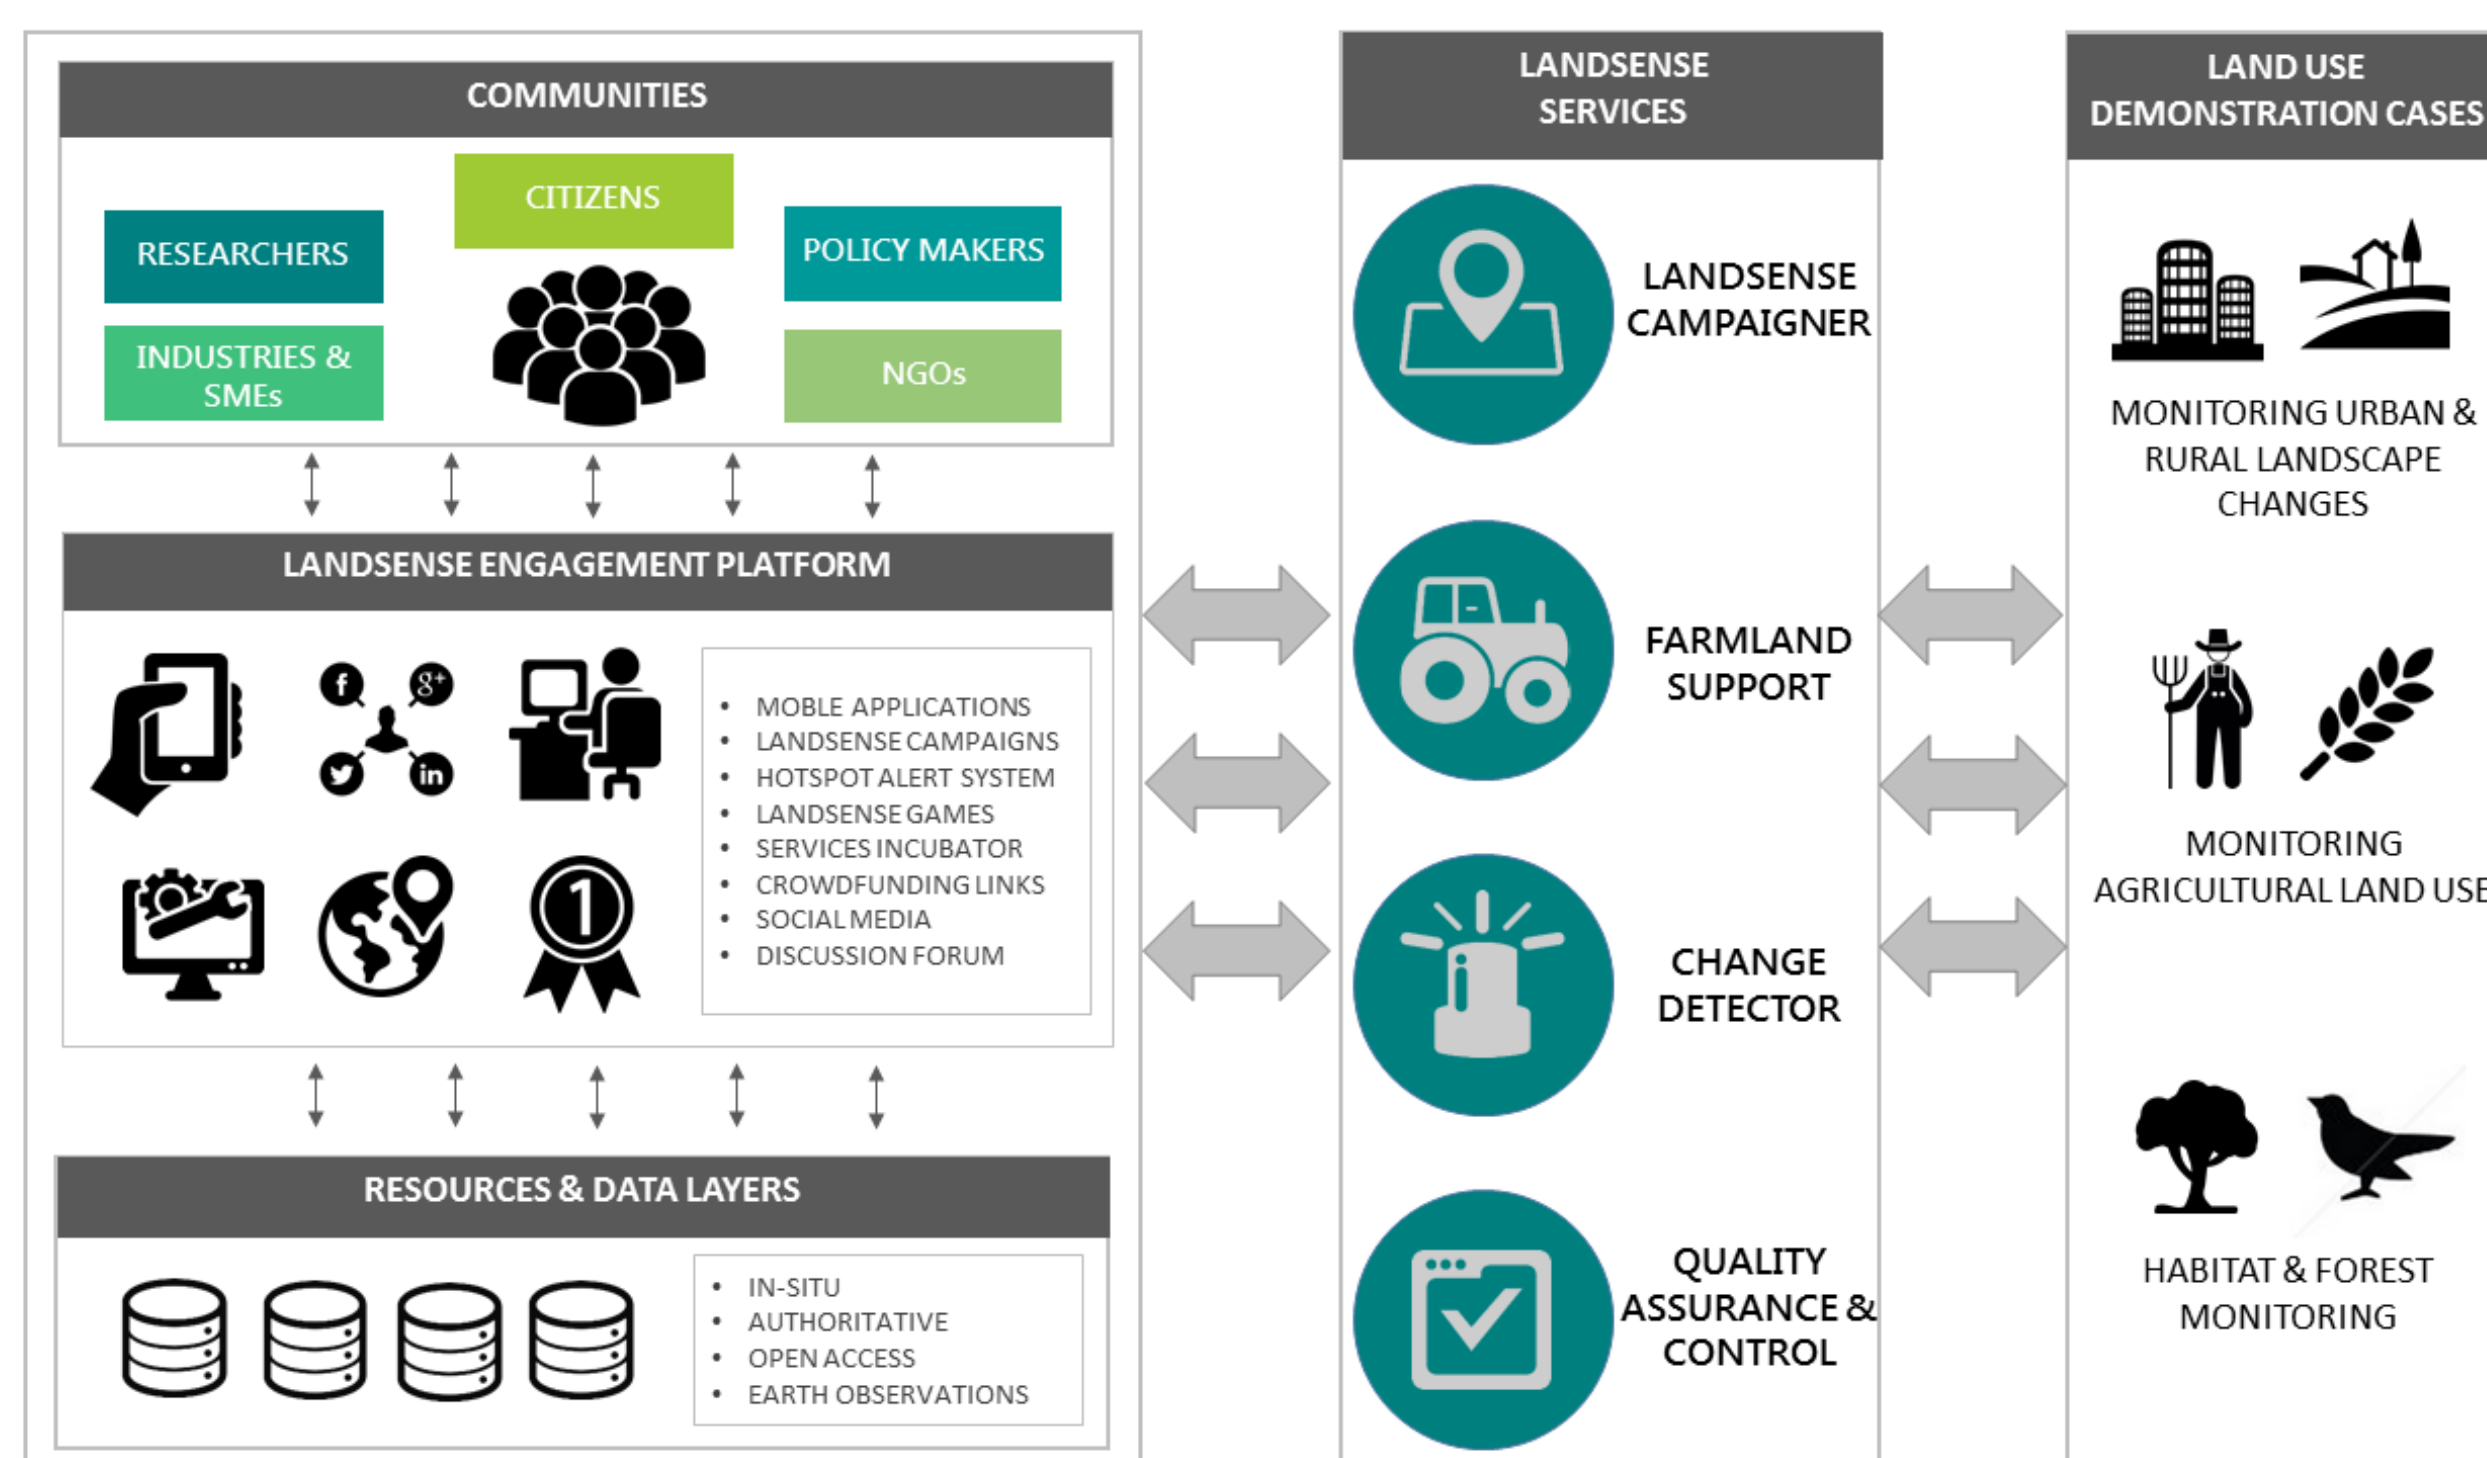 COMMUNITIES
CITIZENS
RESEARCHERS
POLICY MAKERS
INDUSTRIES &
SMEs
NGOs
LANDSENSE ENGAGEMENT PLATFORM
f
g+
in
1
• MOBLE APPLICATIONS
• LANDSENSE CAMPAIGNS
• HOTSPOT ALERT SYSTEM
• LANDSENSE GAMES
• SERVICES INCUBATOR
• CROWDFUNDING LINKS
• SOCIAL MEDIA
• DISCUSSION FORUM
RESOURCES & DATA LAYERS
• IN-SITU
• AUTHORITATIVE
• OPEN ACCESS
• EARTH OBSERVATIONS
LANDSENSE
SERVICES
LANDSENSE
CAMPAIGNER
FARMLAND
SUPPORT
CHANGE
DETECTOR
QUALITY
ASSURANCE &
CONTROL
LAND USE
DEMONSTRATION CASES
MONITORING URBAN &
RURAL LANDSCAPE
CHANGES
MONITORING
AGRICULTURAL LAND USE
HABITAT & FOREST
MONITORING